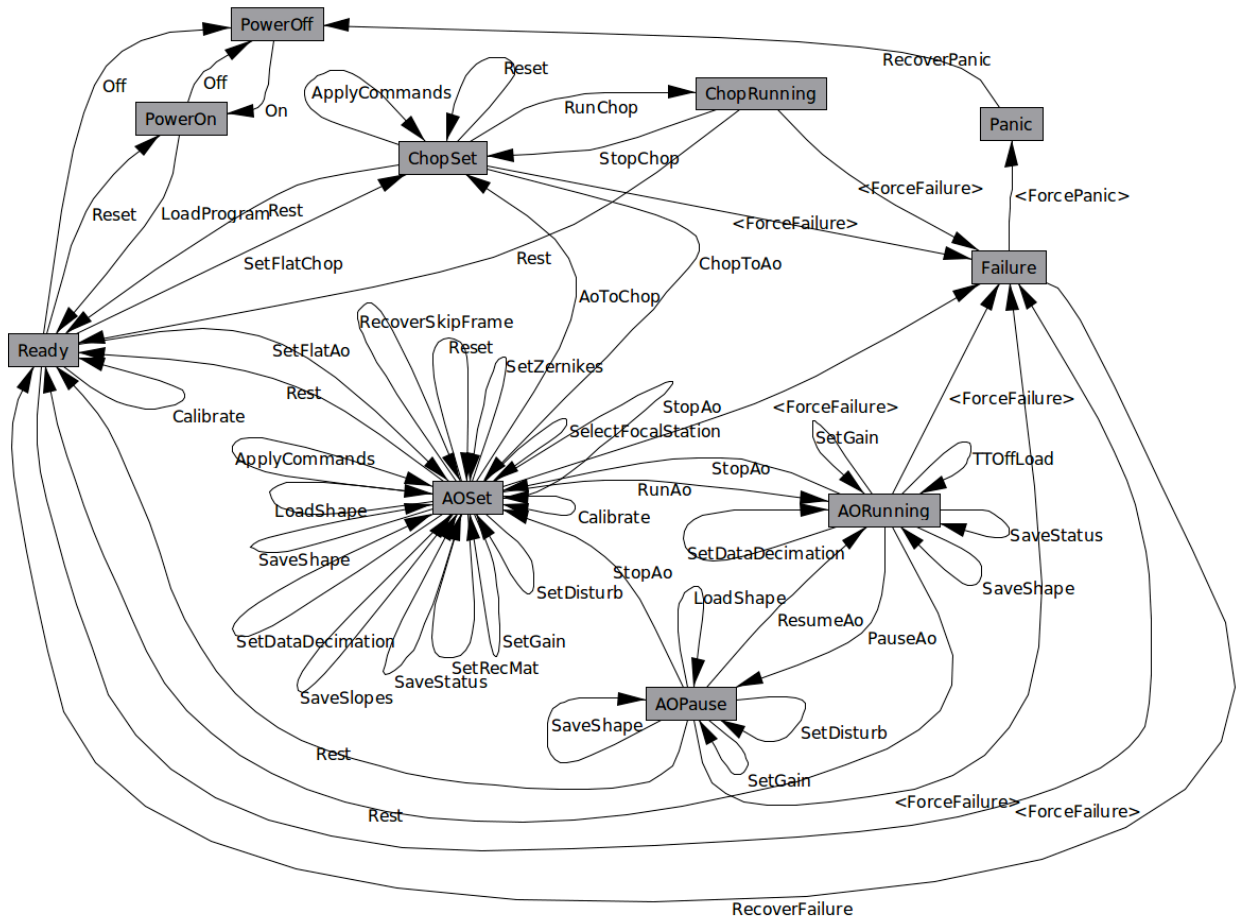 PowerOff
RecoverPanic
Reset
Off
Off
ApplyCommands
ChopRunning
RunChop
On
PowerOn
Panic
ChopSet
StopChop
<ForceFailure>
<ForcePanic>
Reset
LoadProgram
Rest
<ForceFailure>
SetFlatChop
Rest
ChopToAo
Failure
AoToChop
RecoverSkipFrame
Ready
SetFlatAo
Reset
SetZernikes
Rest
<ForceFailure>
StopAo
<ForceFailure>
Calibrate
SelectFocalStation
SetGain
ApplyCommands
TTOffLoad
StopAo
RunAo
AOSet
LoadShape
Calibrate
AORunning
SaveStatus
SetDataDecimation
SaveShape
StopAo
SaveShape
SetDisturb
LoadShape
ResumeAo
PauseAo
SetDataDecimation
SetGain
SetRecMat
SaveStatus
SaveSlopes
AOPause
SaveShape
SetDisturb
Rest
SetGain
<ForceFailure>
<ForceFailure>
Rest
RecoverFailure